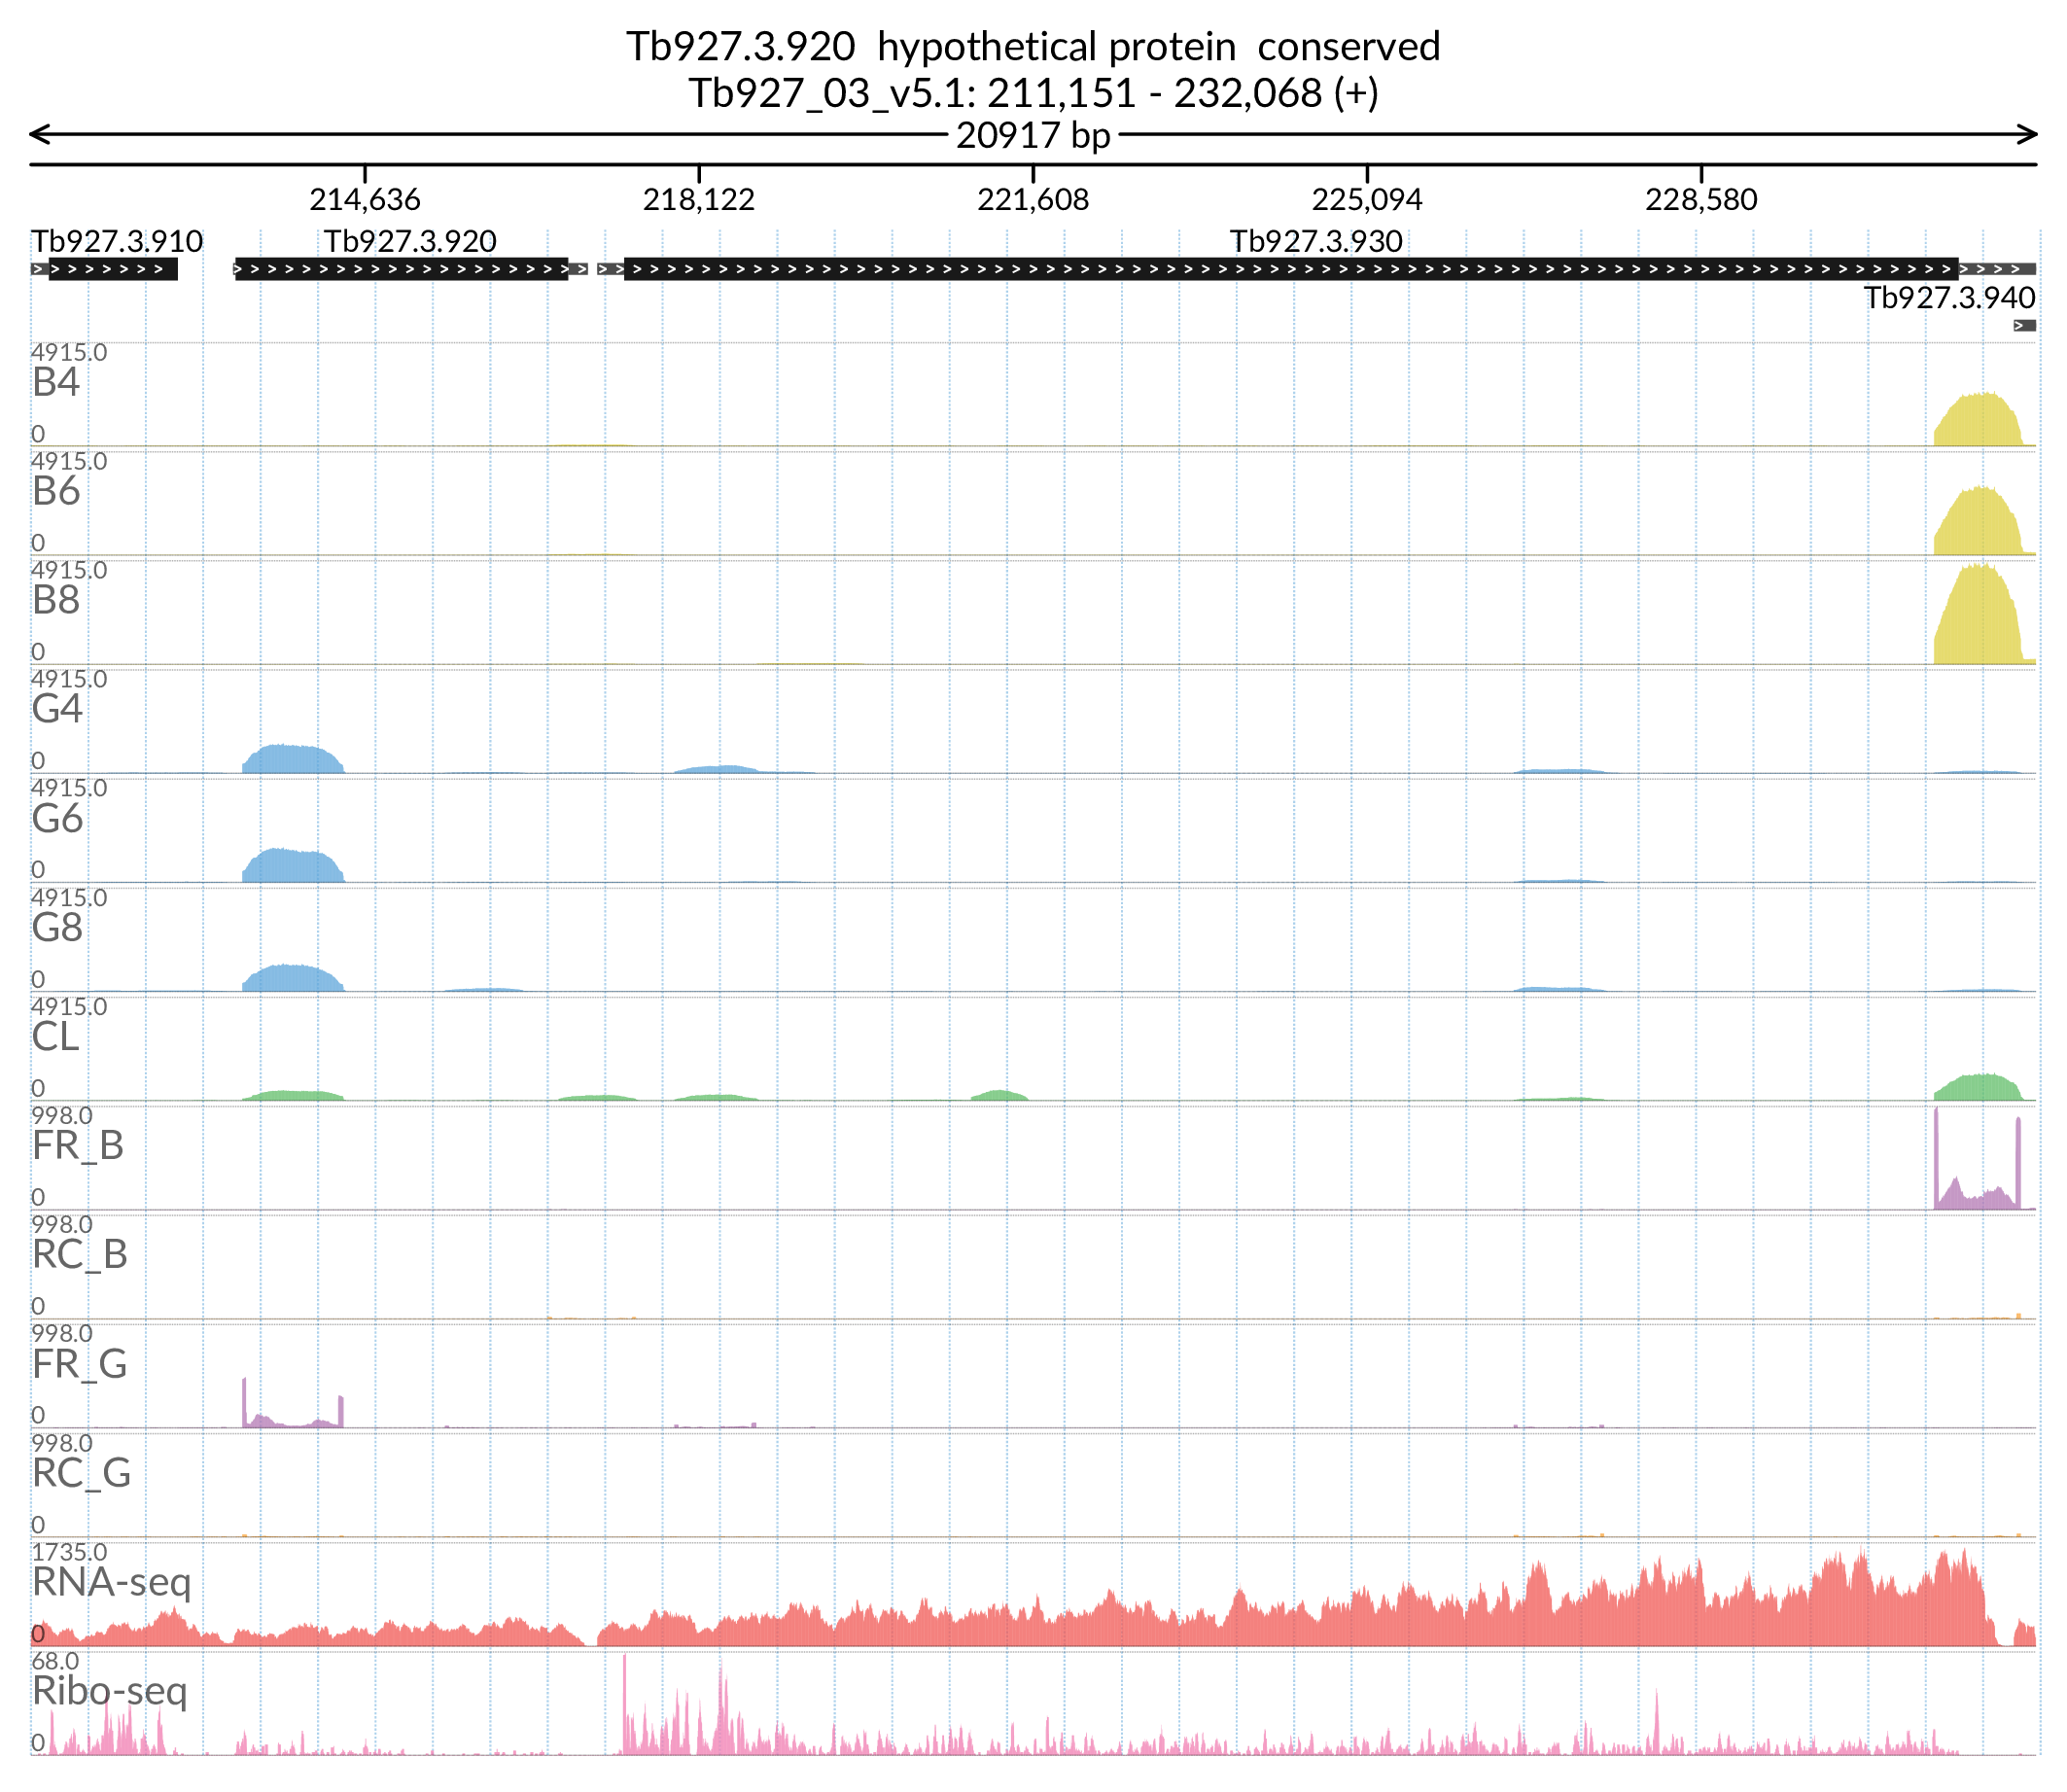 Tb927.3.920 hypothetical protein conserved
Tb927_03_v5.1: 211,151 - 232,068 (+)
20917 bp
214,636 218,122 221,608 225,094 228,580
Tb927.3.910 Tb927.3.920 Tb927.3.930
Tb927.3.940
4915.0
B4
0
4915.0
B6
0
4915.0
B8
0
4915.0
G4
0
4915.0
G6
0
4915.0
G8
0
4915.0
CL
0
998.0
FR_B
0
998.0
RC_B
0
998.0
FR_G
0
998.0
RC_G
0
1735.0
RNA-seq
0
68.0
Ribo-seq
0